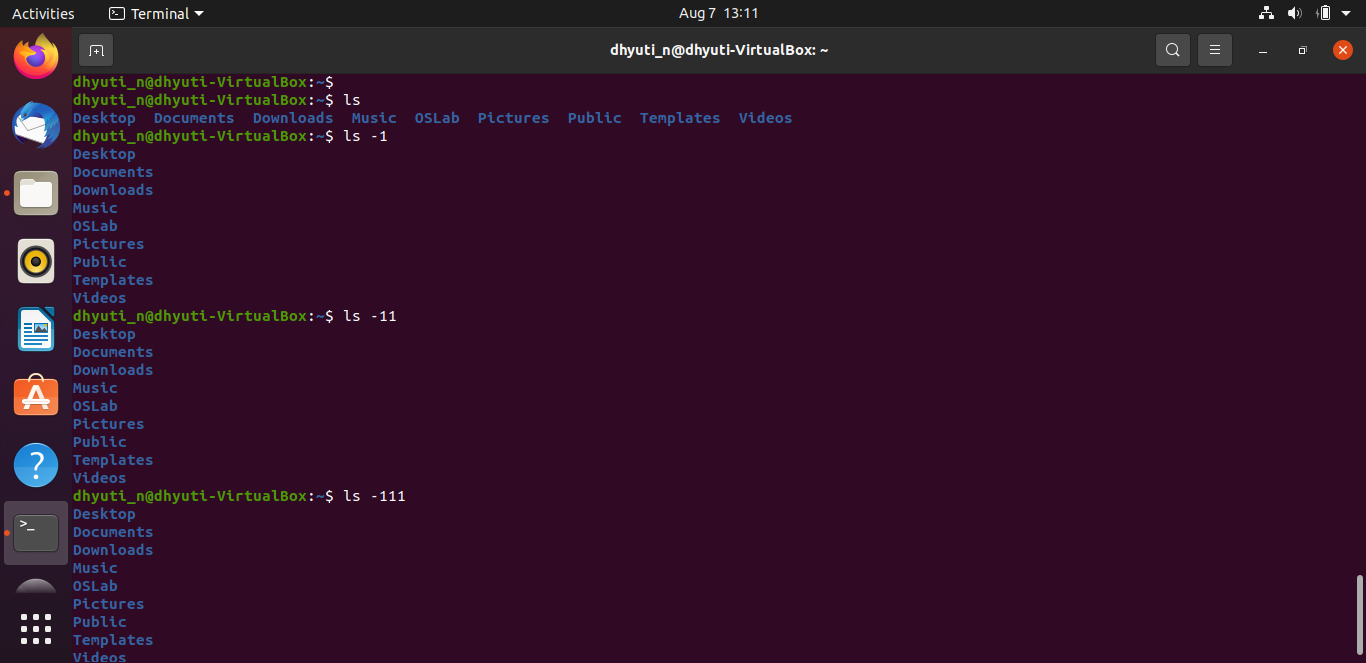 Activities Terminal Aug 7 13:11
dhyuti_n@dhyuti-VirtualBox: ~
dhyuti_n@dhyuti-VirtualBox:~$
dhyuti_n@dhyuti-VirtualBox:~$ ls
Desktop Documents Downloads Music OSLab Pictures Public Templates Videos
dhyuti_n@dhyuti-VirtualBox:~$ ls -1
Desktop
Documents
Downloads
Music
OSLab
Pictures
Public
Templates
Videos
dhyuti_n@dhyuti-VirtualBox:~$ ls -11
Desktop
Documents
Downloads
Music
OSLab
Pictures
Public
Templates
Videos
dhyuti_n@dhyuti-VirtualBox:~$ ls -111
Desktop
Documents
Downloads
Music
OSLab
Pictures
Public
Templates
Videos